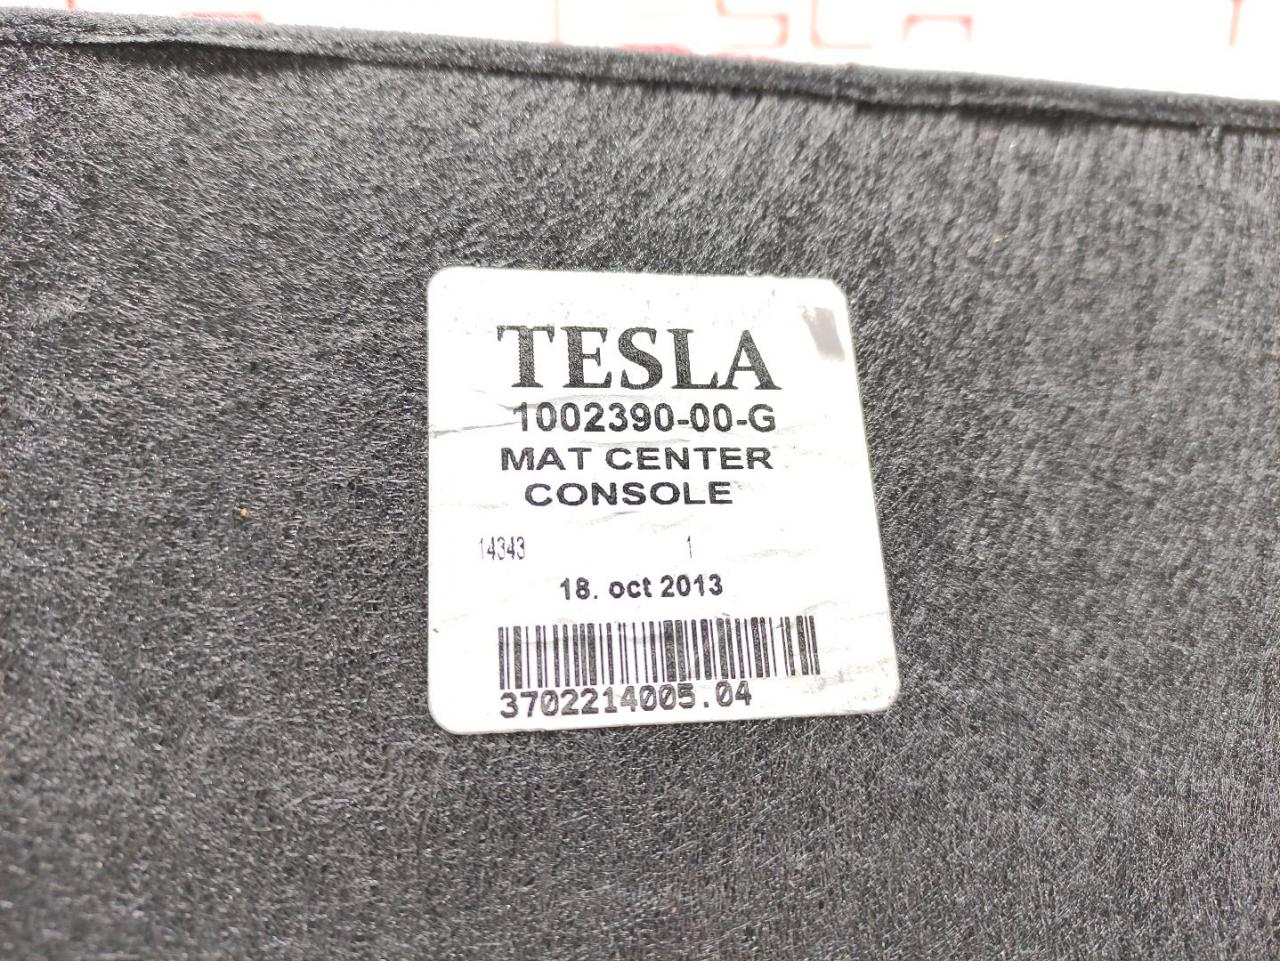 TESLA
1002390-00-G
MAT CENTER
CONSOLE
14343 1
18. oct 2013
3702214005.04